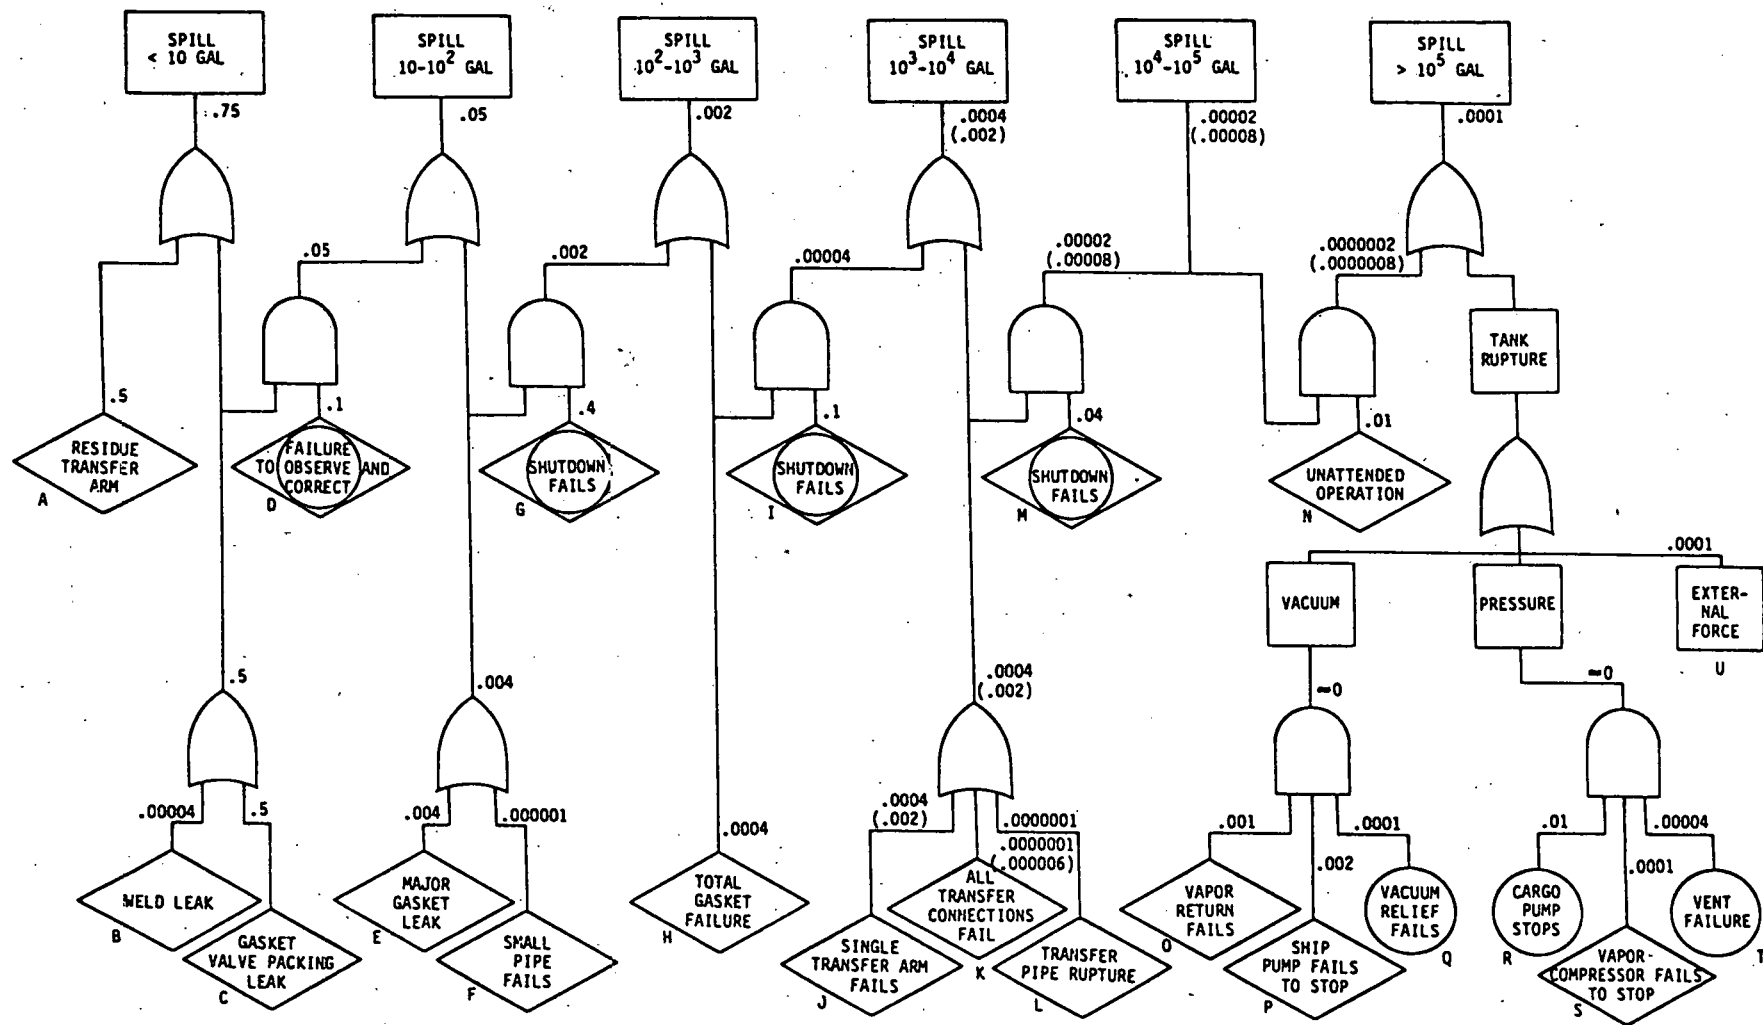 SPILL
< 10 GAL
SPILL
10-10² GAL
SPILL
10²-10³ GAL
SPILL
10³-10⁴ GAL
SPILL
10⁴-10⁵ GAL
SPILL
> 10⁵ GAL
.75
.05
.002
.0004
(.002)
.00002
(.00008)
.0001
.05
.002
.00004
.00002
(.00008)
.0000002
(.0000008)
TANK
RUPTURE
.5
.1
.4
.1
.04
.01
RESIDUE
TRANSFER
ARM
A
FAILURE
TO OBSERVE AND
CORRECT
D
SHUTDOWN
FAILS
G
SHUTDOWN
FAILS
I
SHUTDOWN
FAILS
M
UNATTENDED
OPERATION
N
.0001
VACUUM
PRESSURE
EXTER-
NAL
FORCE
U
.5
.004
.0004
(.002)
≈0
≈0
.00004
.5
.004
.000001
.0004
.0004
(.002)
.0000001
.0000001
(.000006)
.001
.002
.0001
.01
.0001
.00004
WELD LEAK
B
GASKET
VALVE PACKING
LEAK
C
MAJOR
GASKET
LEAK
E
SMALL
PIPE
FAILS
F
TOTAL
GASKET
FAILURE
H
SINGLE
TRANSFER ARM
FAILS
J
ALL
TRANSFER
CONNECTIONS
FAIL
K
TRANSFER
PIPE RUPTURE
L
VAPOR
RETURN
FAILS
O
SHIP
PUMP FAILS
TO STOP
P
VACUUM
RELIEF
FAILS
Q
CARGO
PUMP
STOPS
R
VAPOR-
COMPRESSOR FAILS
TO STOP
S
VENT
FAILURE
T